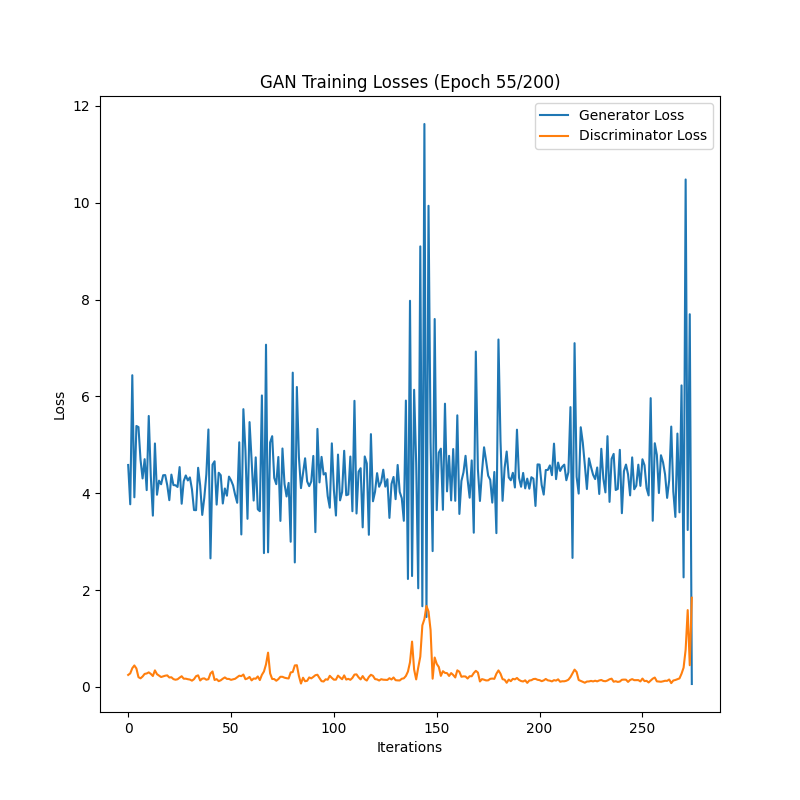 GAN Training Losses (Epoch 55/200)
Generator Loss
Discriminator Loss
12
10
8
6
4
2
0
Loss
0 50 100 150 200 250
Iterations